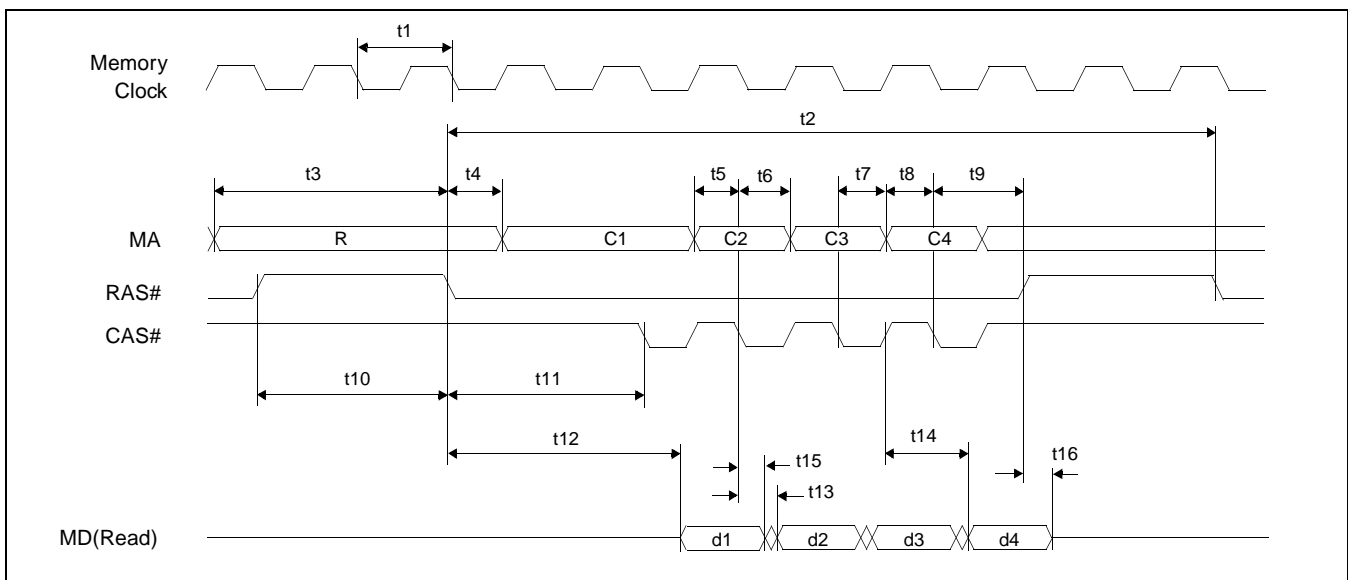 t1
Memory
Clock
t2
t3 t4 t5 t6 t7 t8 t9
MA R C1 C2 C3 C4
RAS#
CAS#
t10 t11
t12 t14
t15 t16
t13
MD(Read) d1 d2 d3 d4